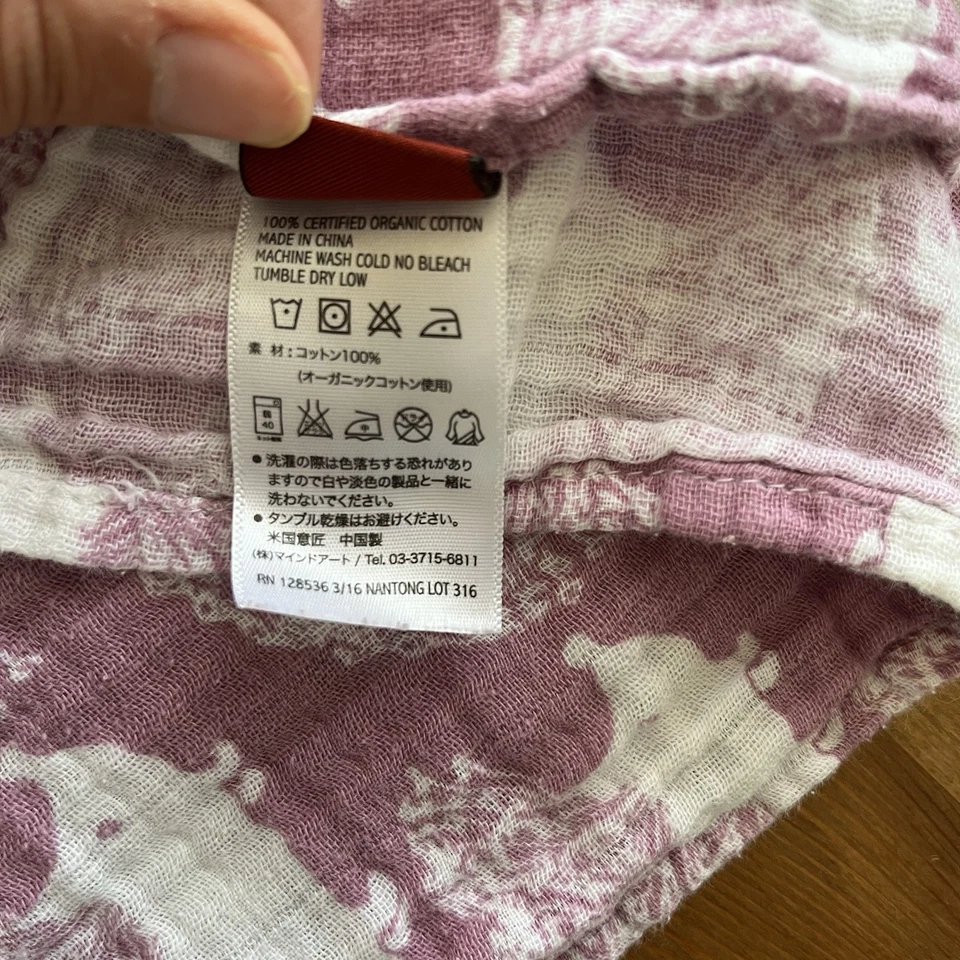 100% CERTIFIED ORGANIC COTTON
MADE IN CHINA
MACHINE WASH COLD NO BLEACH
TUMBLE DRY LOW
素 材 : コットン100%
(オーガニックコットン使用)
40
中
● 洗濯の際は色落ちする恐れがあり
ますので白や淡色の製品と一緒に
洗わないでください。
● タンブル乾燥はお避けください。
米国意匠 中国製
(株)マインドアート / Tel. 03-3715-6811
RN 128536 3/16 NANTONG LOT 316